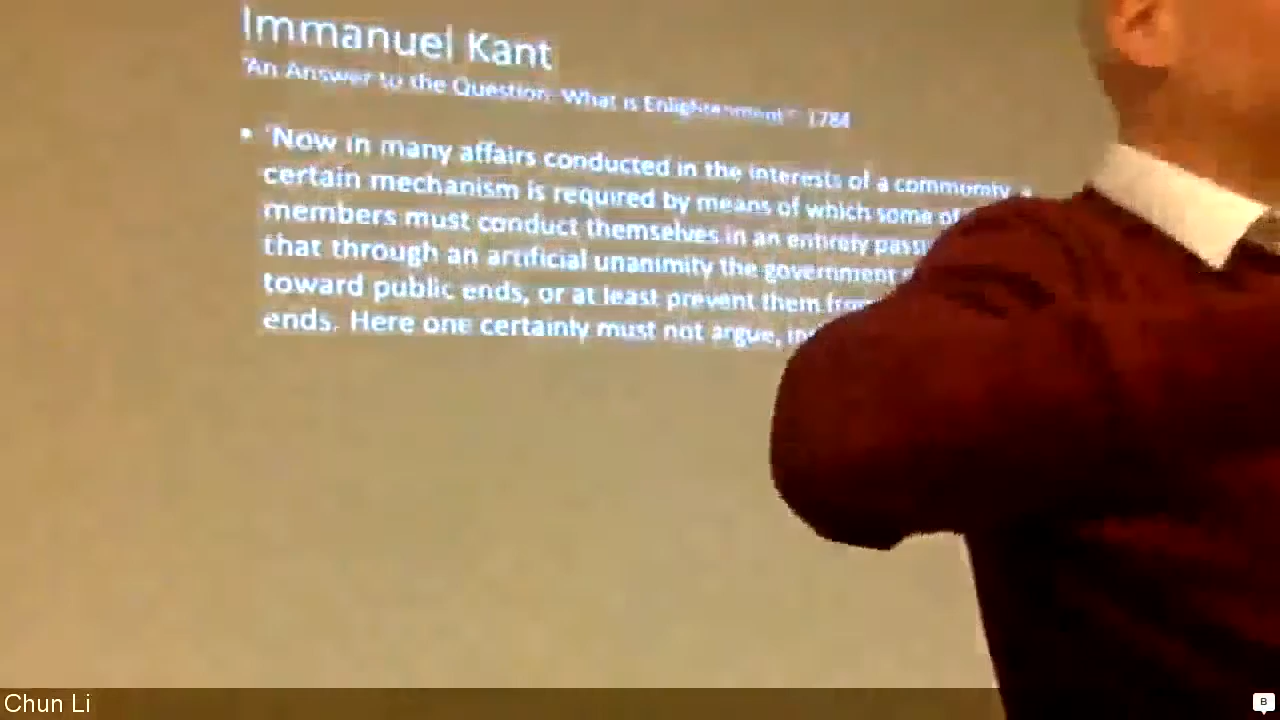 Immanuel Kant
"An Answer to the Question: What is Enlightenment?" 1784
• "Now in many affairs conducted in the interests of a community, a
certain mechanism is required by means of which some of
members must conduct themselves in an entirely
that through an artificial unanimity the government
toward public ends, or at least prevent them
ends. Here one certainly must not argue,
Chun Li
B